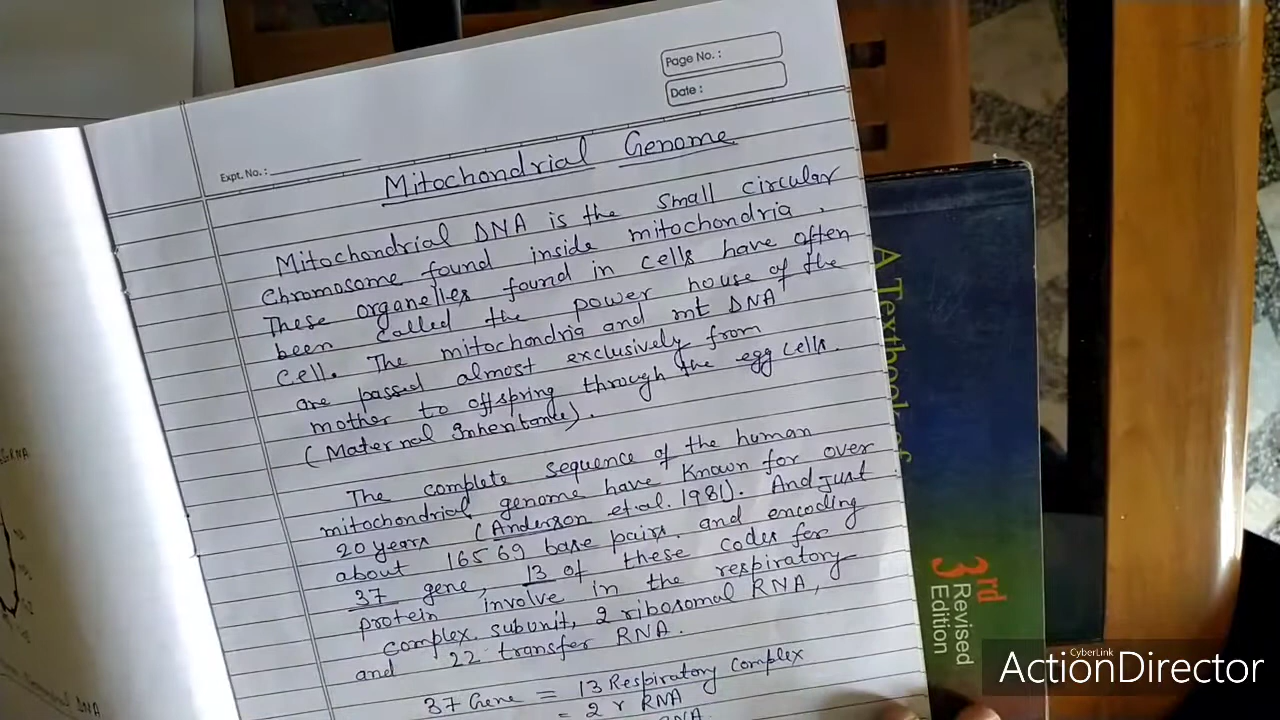 Page No. :
Date :
Expt. No. :
Mitochondrial Genome
Mitochondrial DNA is the small circular
Chromosome found inside mitochondria.
These organelles found in cells have often
been called the power house of the
cell. The mitochondria and mt DNA
are passed almost exclusively from
mother to offspring through the egg cells.
(Maternal Inheritance).
The complete sequence of the human
mitochondrial genome have known for over
20 years (Anderson et al. 1981). And Just
about 16569 base pairs. and encoding
37 gene, 13 of these codes for
protein involve in the respiratory
complex subunit, 2 ribosomal RNA,
and 22 transfer RNA.
37 Gene = 13 Respiratory Complex
= 2 r RNA
RNA
A Textbook of
3rd
Revised
Edition
CyberLink
ActionDirector